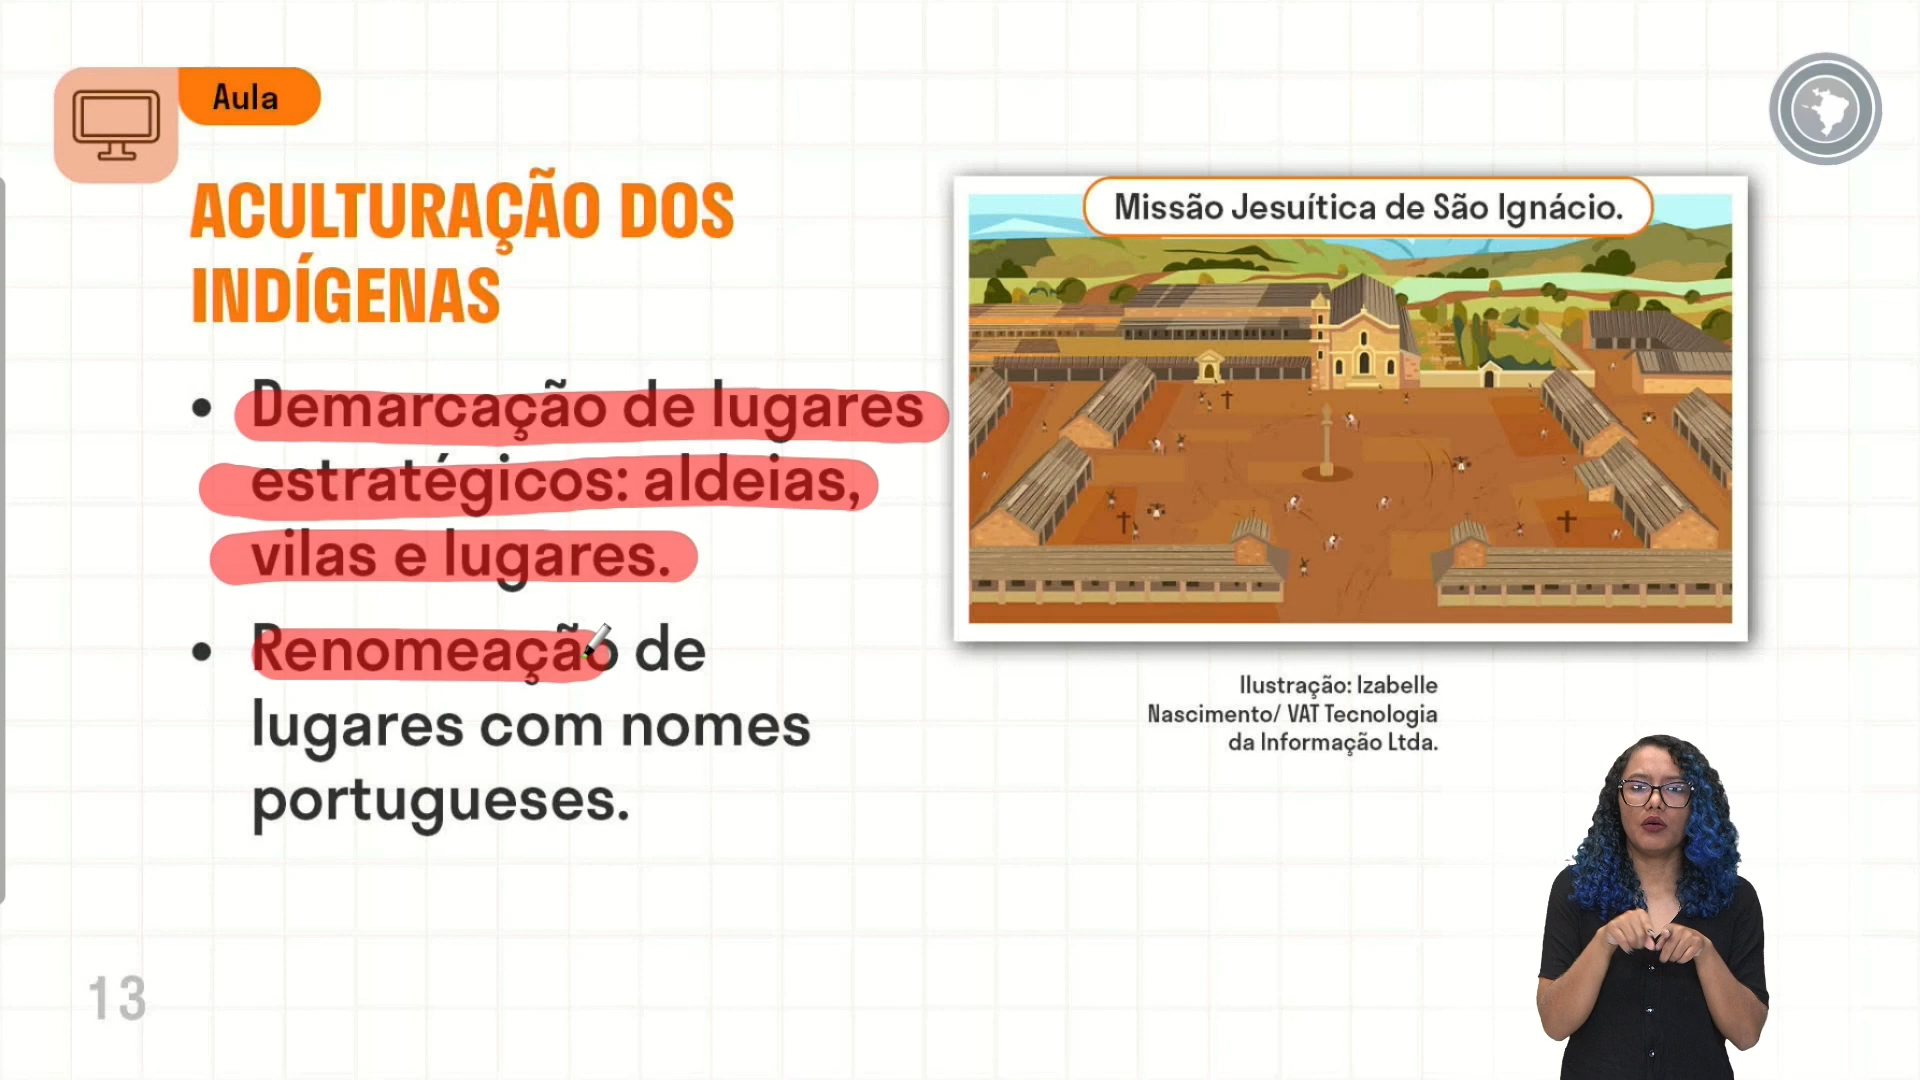 Aula
ACULTURAÇÃO DOS
INDÍGENAS
• Demarcação de lugares
estratégicos: aldeias,
vilas e lugares.
• Renomeação de
lugares com nomes
portugueses.
Missão Jesuítica de São Ignácio.
Ilustração: Izabelle
Nascimento/ VAT Tecnologia
da Informação Ltda.
13